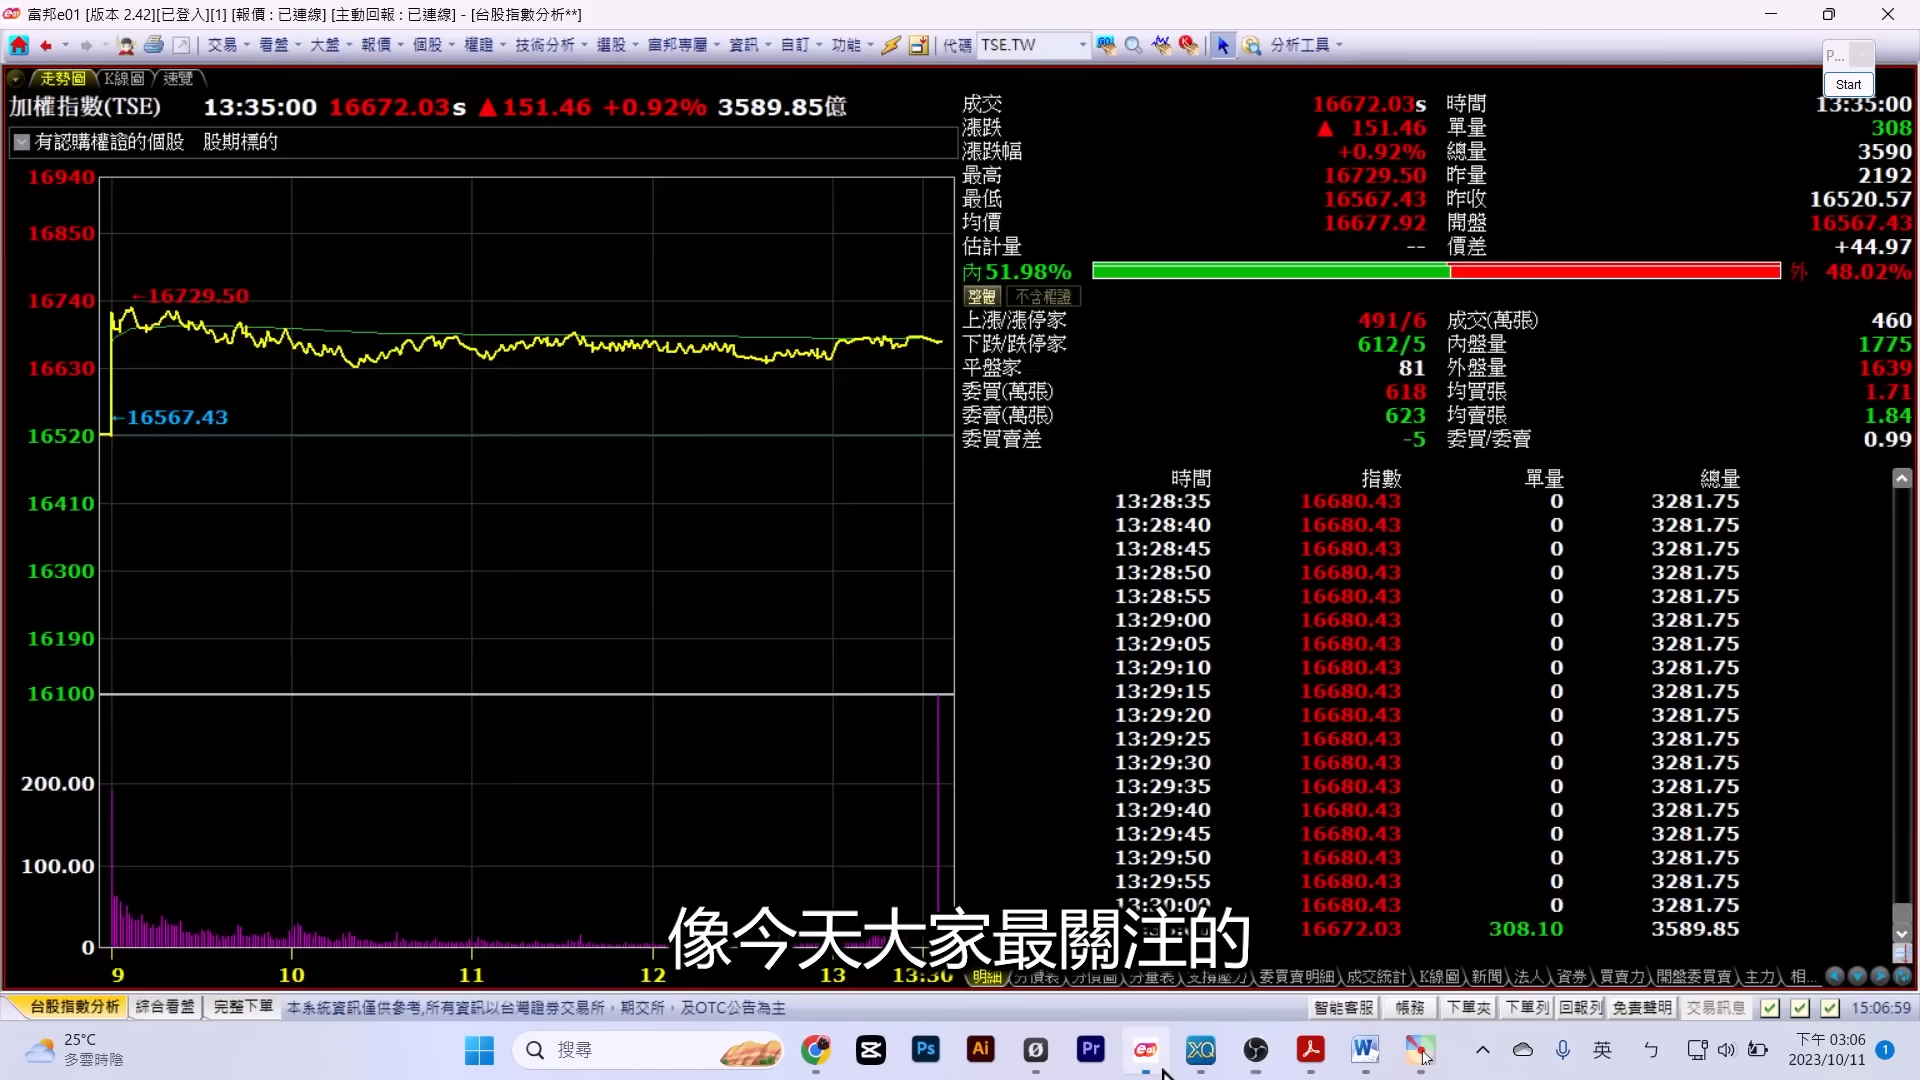 富邦e01 [版本 2.42][已登入][1] [報價 : 已連線] [主動回報 : 已連線] - [台股指數分析**]
交易 看盤 大盤 報價 個股 權證 技術分析 選股 富邦專屬 資訊 自訂 功能 代碼 TSE.TW 分析工具
P...
Start
走勢圖 K線圖 速覽
加權指數(TSE) 13:35:00 16672.03s ▲151.46 +0.92% 3589.85億
有認購權證的個股 股期標的
16940
16850
16740
16630
16520
16410
16300
16190
16100
200.00
100.00
0
←16729.50
←16567.43
9 10 11 12 13 13:30
成交 16672.03s 時間 13:35:00
漲跌 ▲ 151.46 單量 308
漲跌幅 +0.92% 總量 3590
最高 16729.50 昨量 2192
最低 16567.43 昨收 16520.57
均價 16677.92 開盤 16567.43
估計量 -- 價差 +44.97
內 51.98% 外 48.02%
整體 不含權證
上漲/漲停家 491/6 成交(萬張) 460
下跌/跌停家 612/5 內盤量 1775
平盤家 81 外盤量 1639
委買(萬張) 618 均買張 1.71
委賣(萬張) 623 均賣張 1.84
委買賣差 -5 委買/委賣 0.99
時間 指數 單量 總量
13:28:35 16680.43 0 3281.75
13:28:40 16680.43 0 3281.75
13:28:45 16680.43 0 3281.75
13:28:50 16680.43 0 3281.75
13:28:55 16680.43 0 3281.75
13:29:00 16680.43 0 3281.75
13:29:05 16680.43 0 3281.75
13:29:10 16680.43 0 3281.75
13:29:15 16680.43 0 3281.75
13:29:20 16680.43 0 3281.75
13:29:25 16680.43 0 3281.75
13:29:30 16680.43 0 3281.75
13:29:35 16680.43 0 3281.75
13:29:40 16680.43 0 3281.75
13:29:45 16680.43 0 3281.75
13:29:50 16680.43 0 3281.75
13:29:55 16680.43 0 3281.75
13:30:00 16680.43 0 3281.75
16672.03 308.10 3589.85
像今天大家最關注的
明細 分價表 分價圖 分量表 支撐壓力 委買賣明細 成交統計 K線圖 新聞 法人 資券 買賣力 開盤委買賣 主力 相...
台股指數分析 綜合看盤 完整下單 本系統資訊僅供參考,所有資訊以台灣證券交易所，期交所，及OTC公告為主 智能客服 帳務 下單夾 下單列 回報列 免責聲明 交易訊息 15:06:59
25°C
多雲時陰
搜尋
Ps Ai Pr XQ W
英 ㄅ
下午 03:06
2023/10/11
1